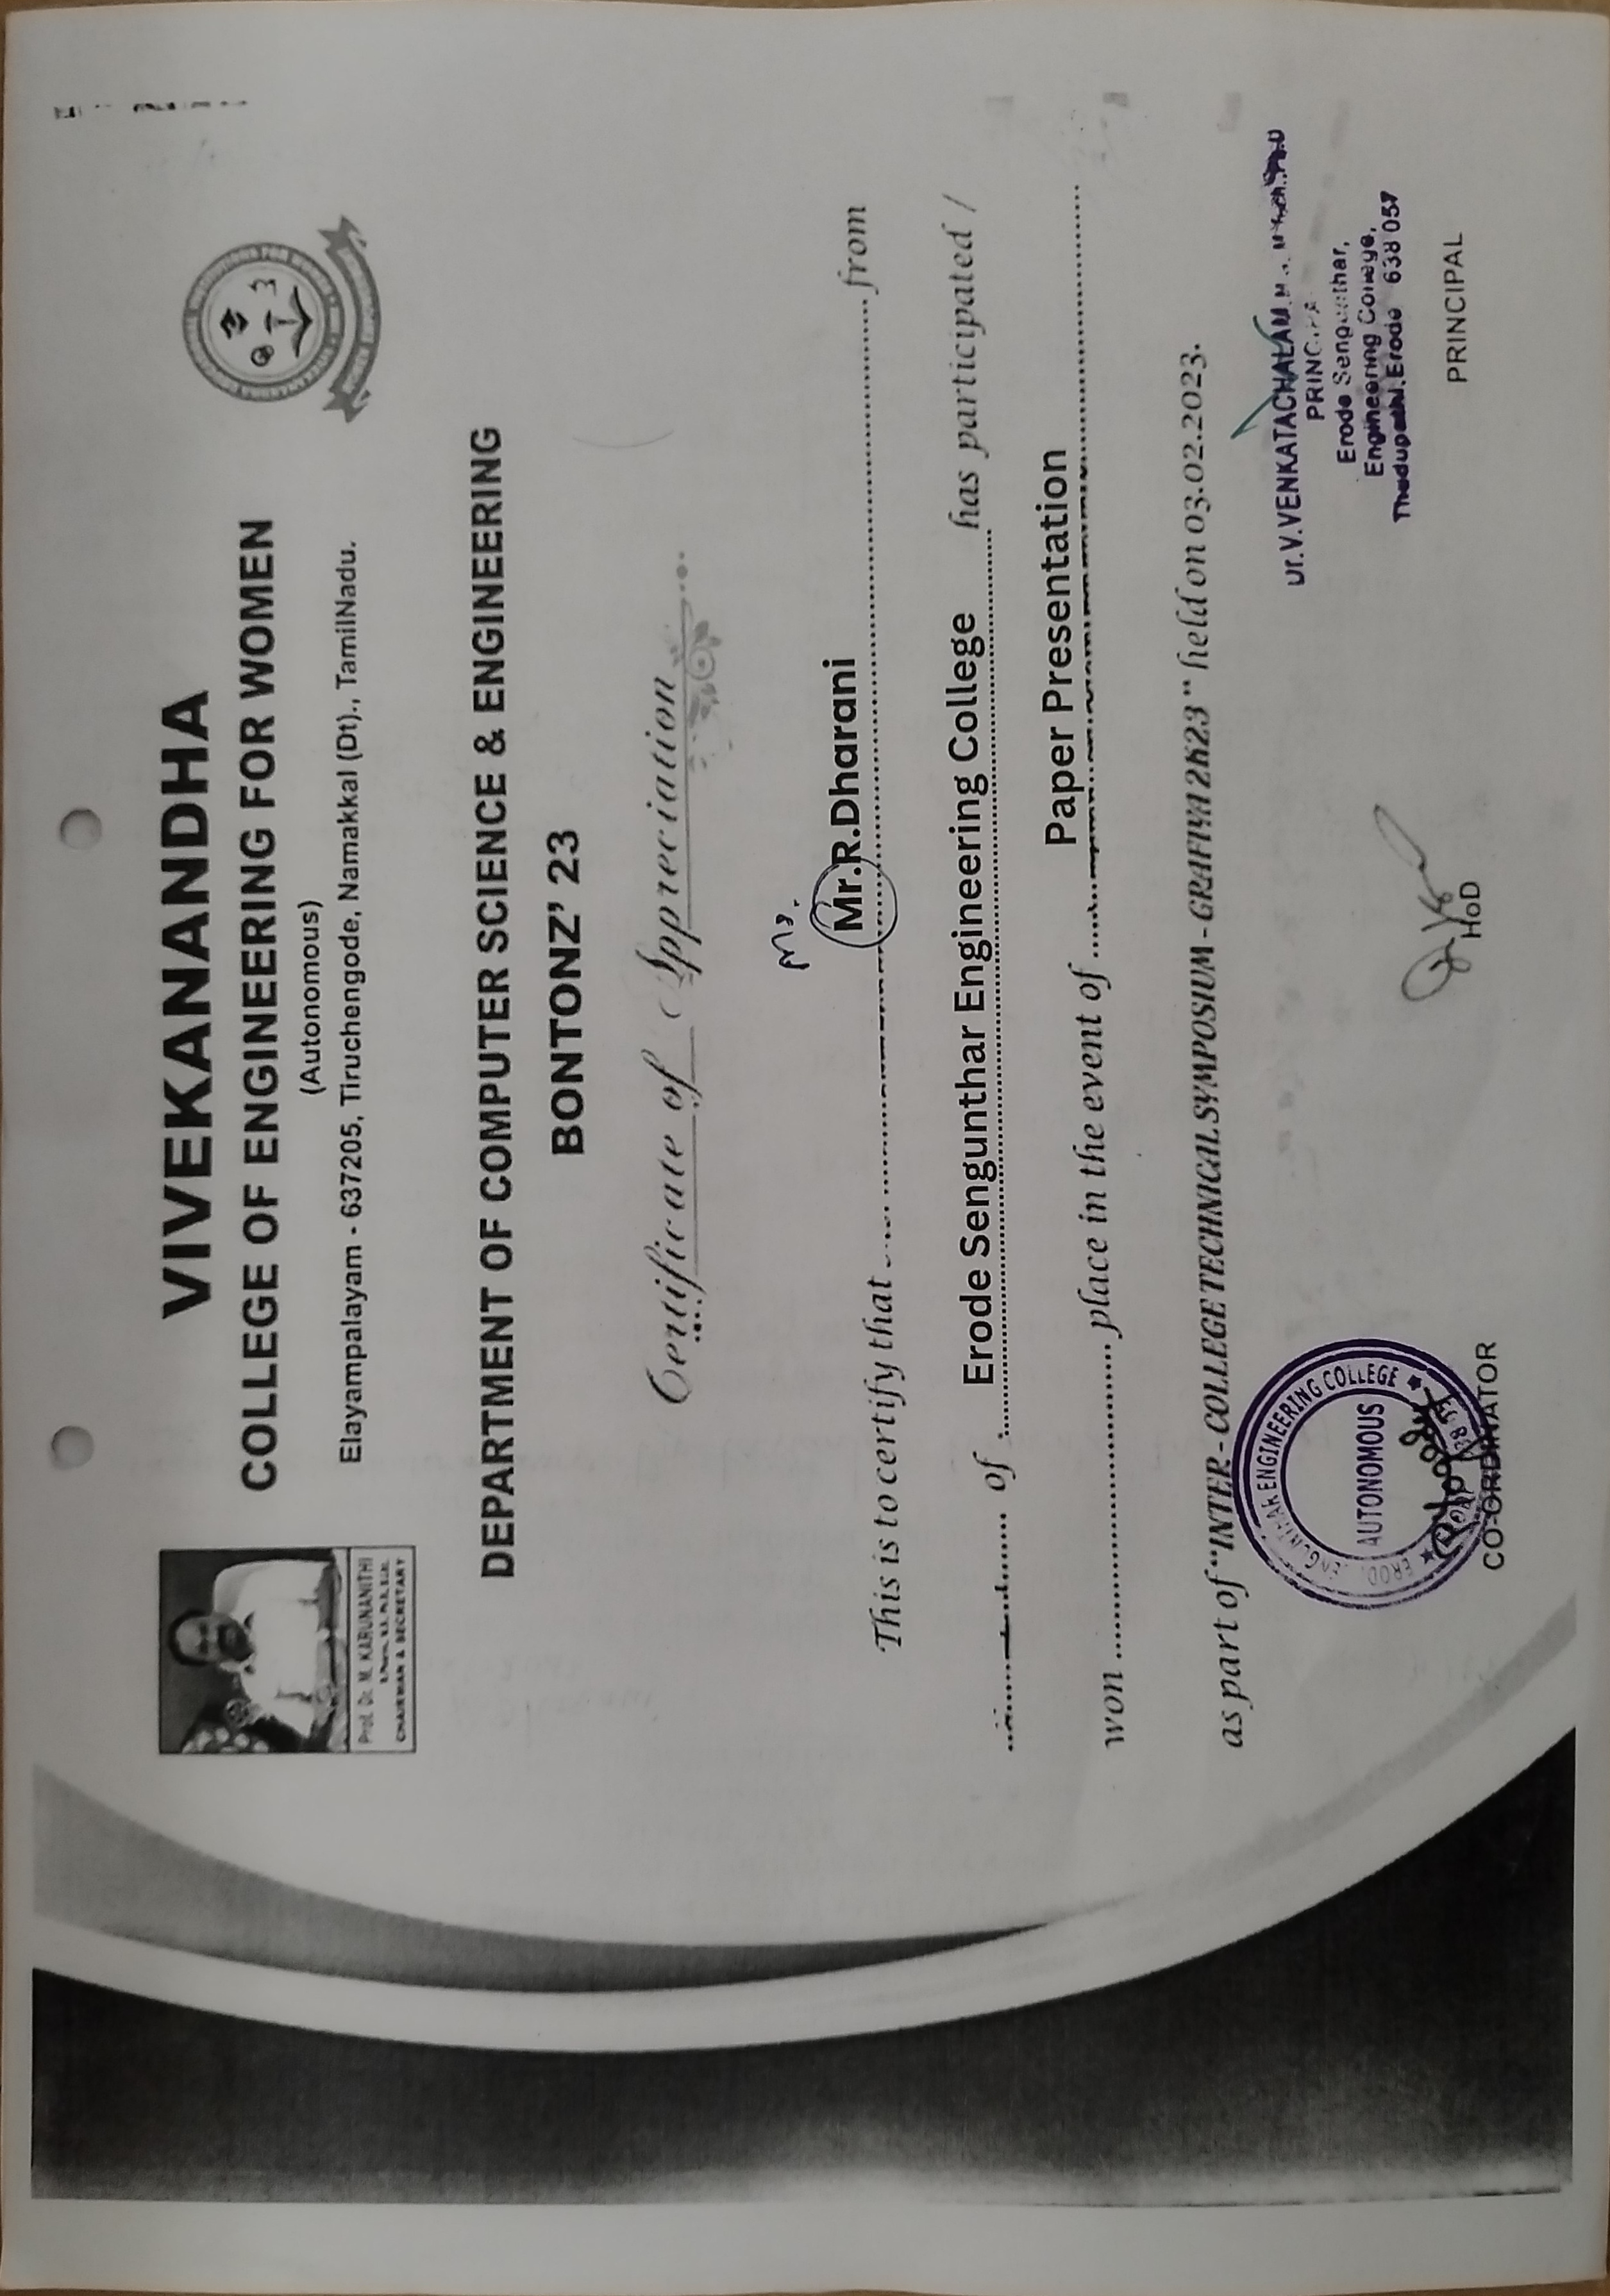 VIVEKANANDHA
COLLEGE OF ENGINEERING FOR WOMEN
(Autonomous)
Elayampalayam - 637205, Tiruchengode, Namakkal (Dt)., TamilNadu.
Prof. Dr. M. KARUNANITHI
CHAIRMAN & SECRETARY
DEPARTMENT OF COMPUTER SCIENCE & ENGINEERING
BONTONZ' 23
Certificate of Appreciation
Ms.
This is to certify that Mr.R.Dharani from
of Erode Sengunthar Engineering College has participated /
won place in the event of Paper Presentation
as part of "INTER - COLLEGE TECHNICAL SYMPOSIUM - GRAFIYA 2K23" held on 03.02.2023.
ENGINEERING COLLEGE
AUTONOMOUS
CO-ORDINATOR
HoD
Dr.V.VENKATACHALAM
Erode Sengunthar,
Engineering College,
Thudupathi.Erode 638 057
PRINCIPAL